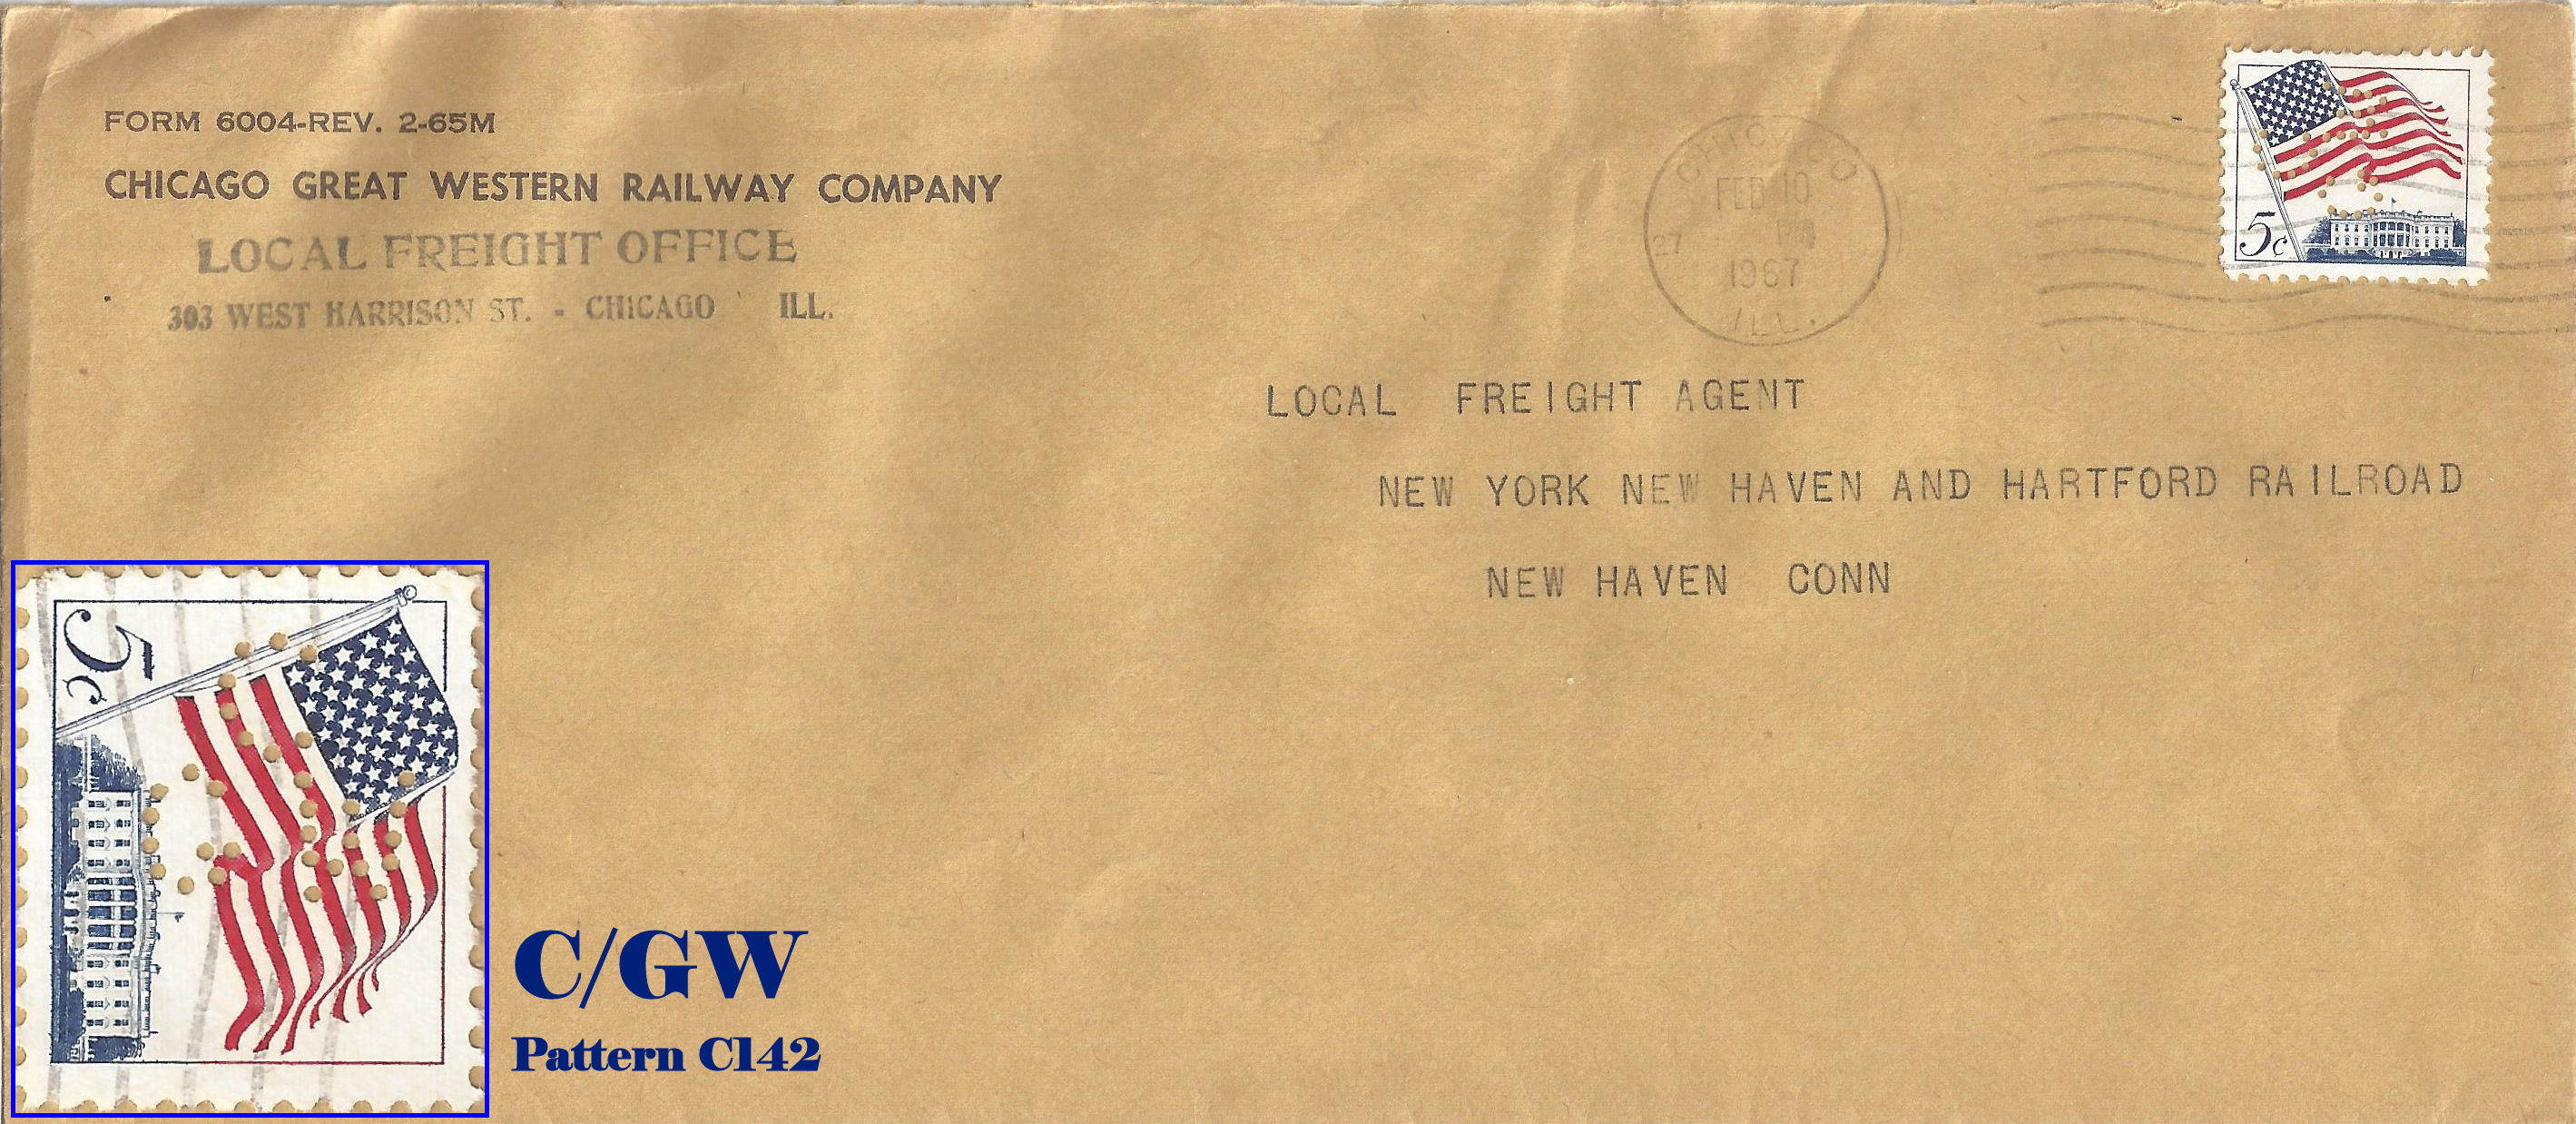 FORM 6004-REV. 2-65M
CHICAGO GREAT WESTERN RAILWAY COMPANY
LOCAL FREIGHT OFFICE
303 WEST HARRISON ST. - CHICAGO ILL.
CHICAGO
FEB 10
27 PM
1967
ILL.
5c
LOCAL FREIGHT AGENT
NEW YORK NEW HAVEN AND HARTFORD RAILROAD
NEW HAVEN CONN
5c
C/GW
Pattern C142